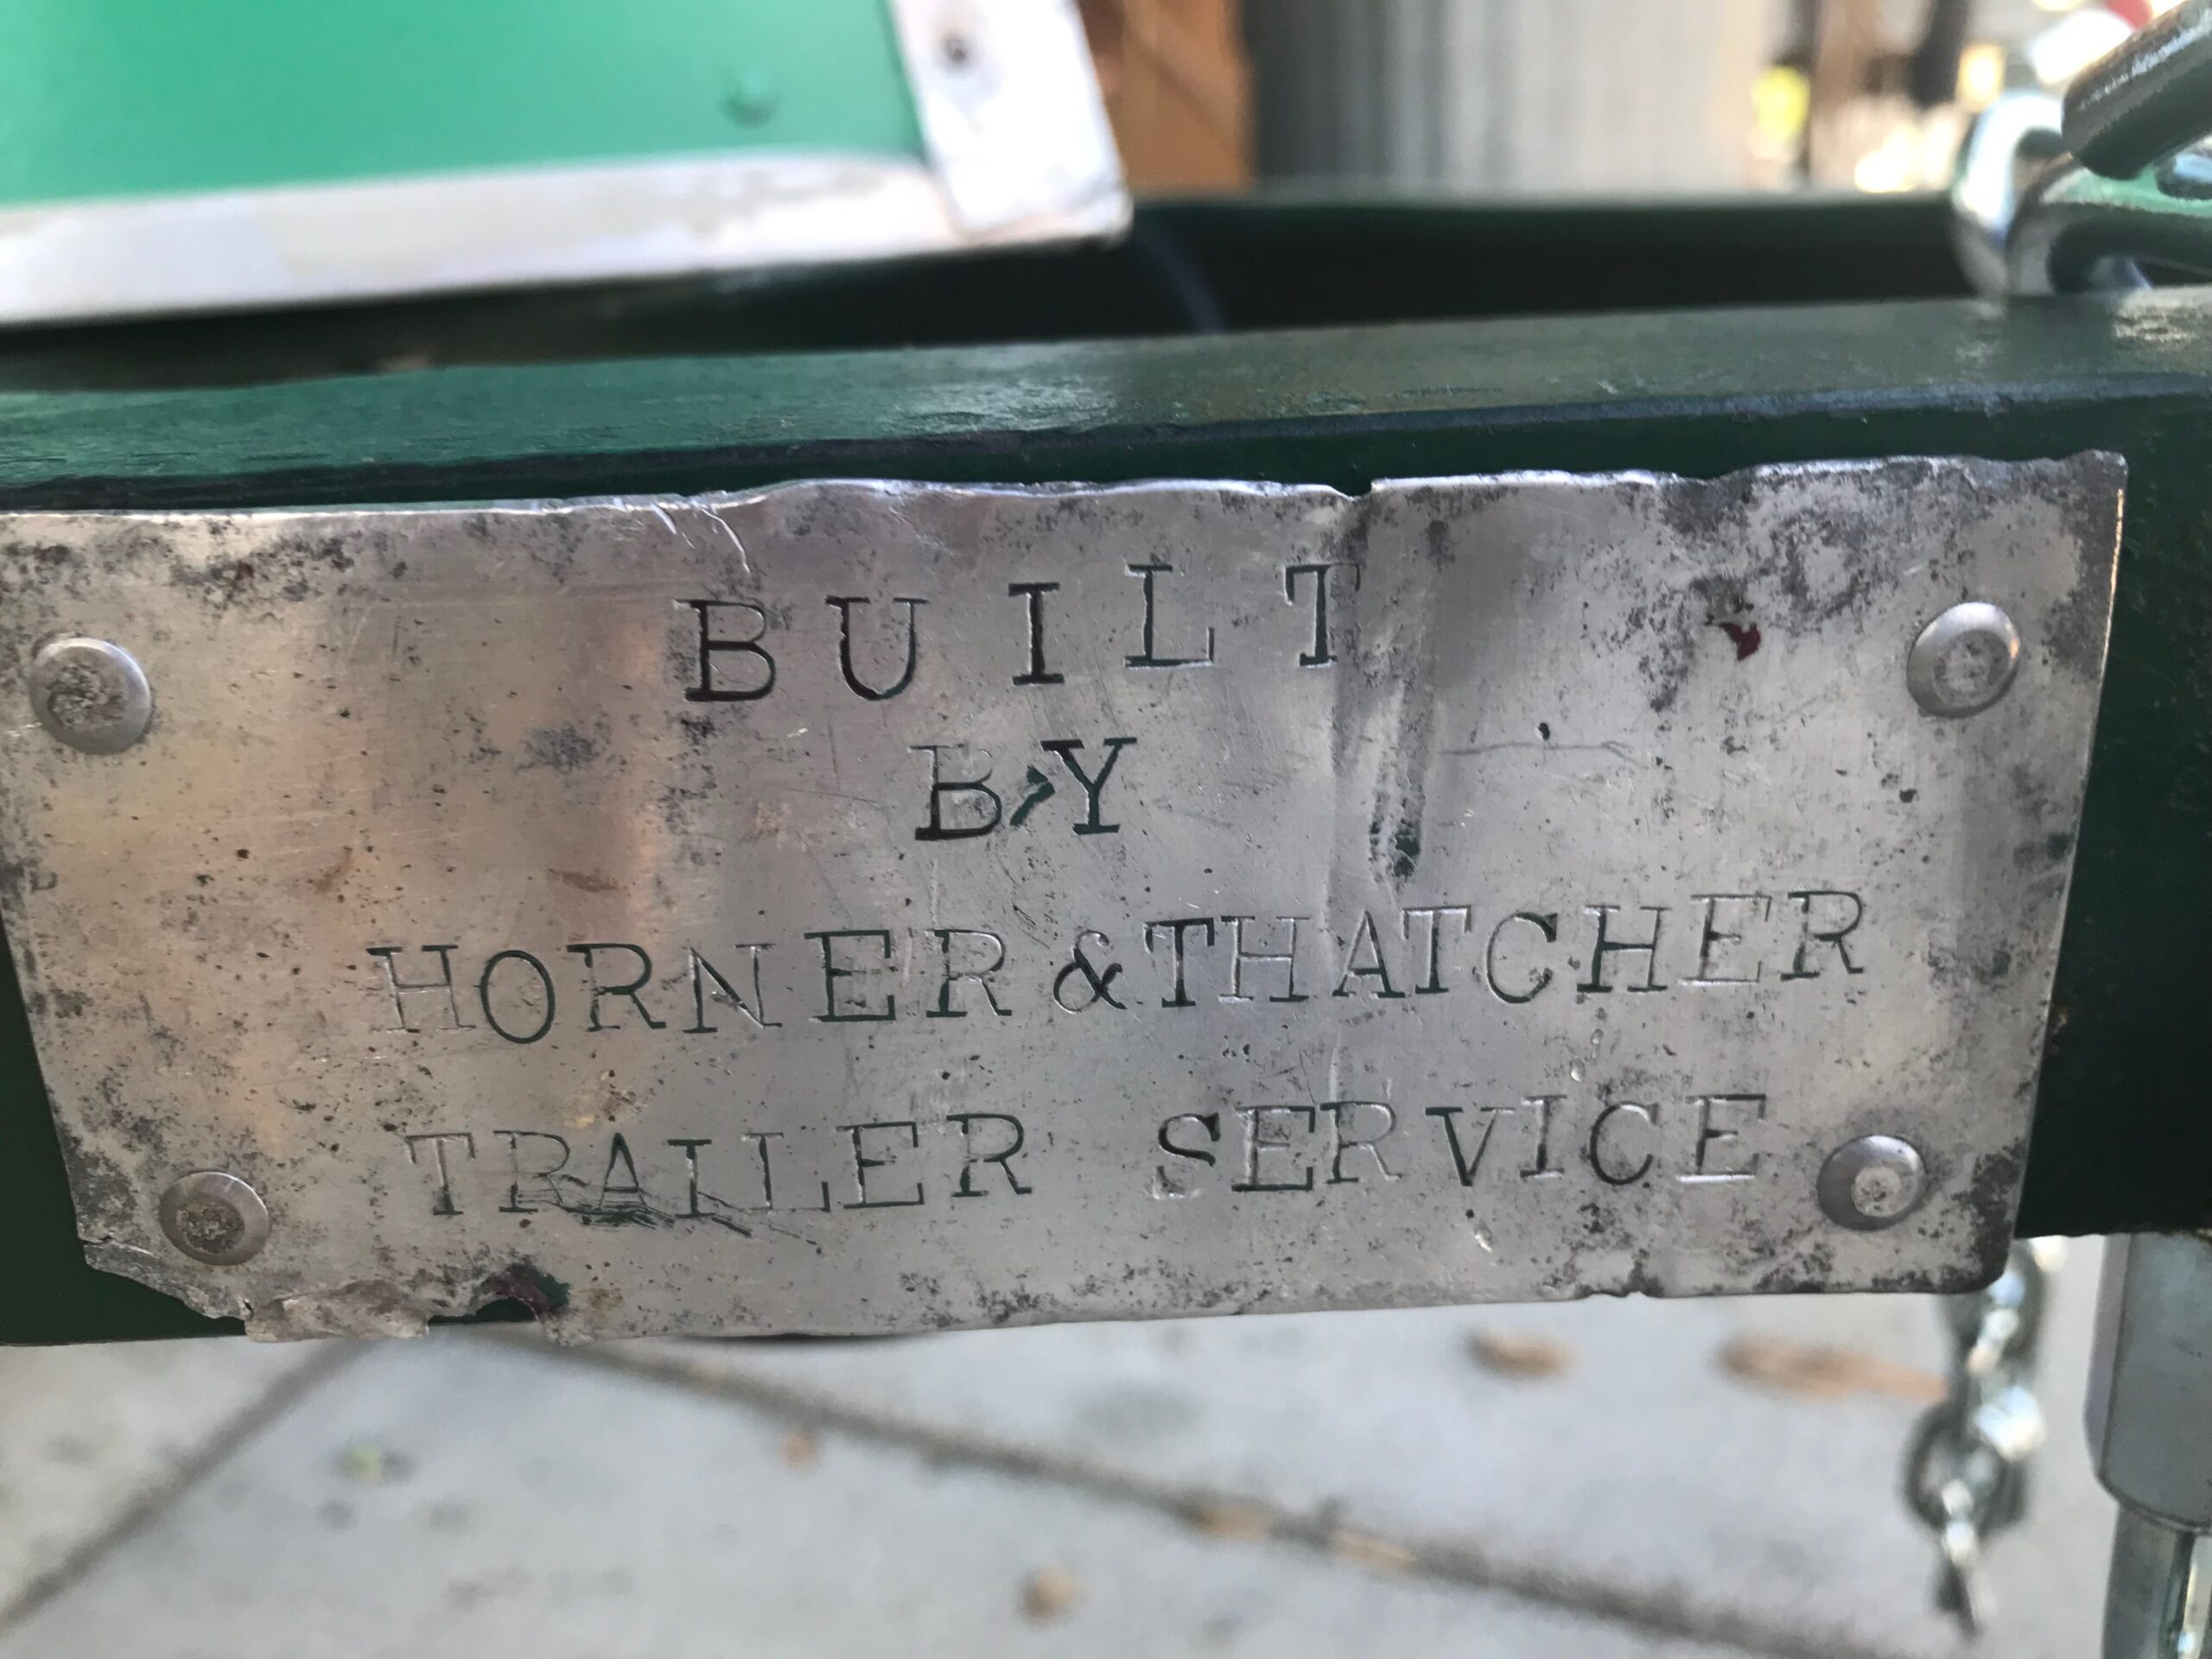 BUILT
BY
HORNER & THATCHER
TRAILER SERVICE